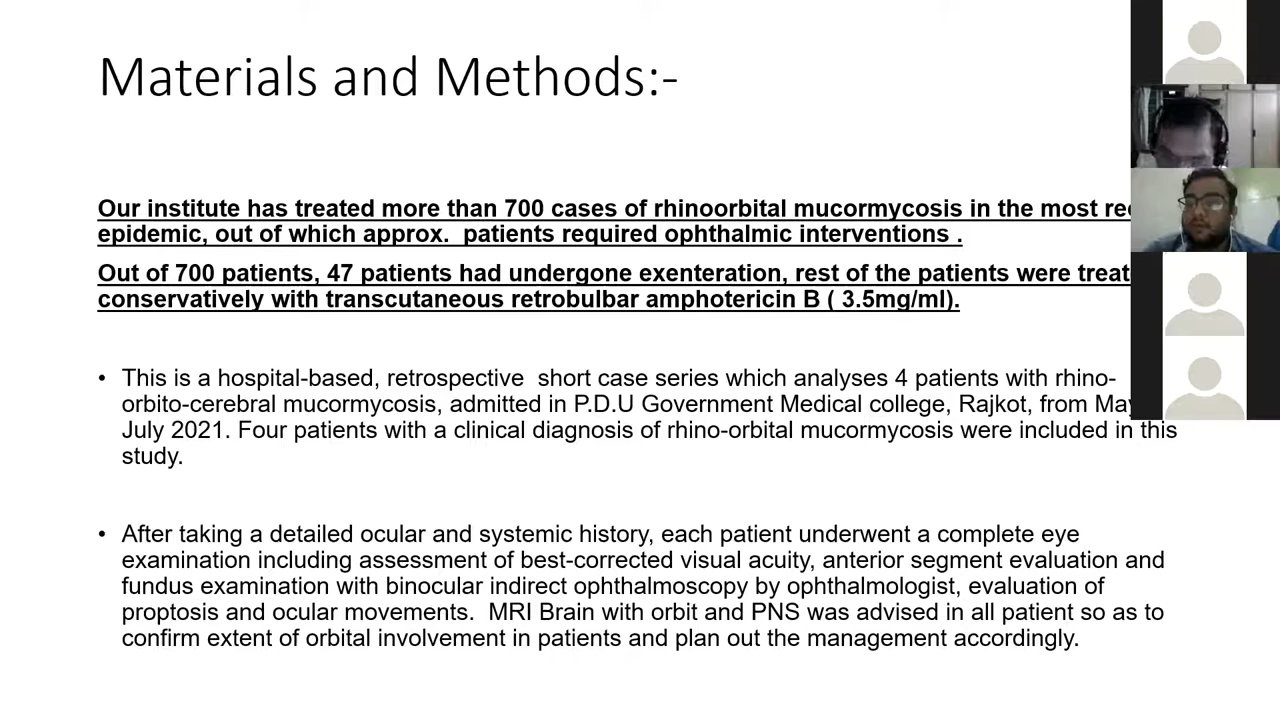 Materials and Methods:-
Our institute has treated more than 700 cases of rhinoorbital mucormycosis in the most
epidemic, out of which approx.  patients required ophthalmic interventions .
Out of 700 patients, 47 patients had undergone exenteration, rest of the patients were
conservatively with transcutaneous retrobulbar amphotericin B ( 3.5mg/ml).
• This is a hospital-based, retrospective  short case series which analyses 4 patients with rhino-
orbito-cerebral mucormycosis, admitted in P.D.U Government Medical college, Rajkot, from May
July 2021. Four patients with a clinical diagnosis of rhino-orbital mucormycosis were included in this
study.
• After taking a detailed ocular and systemic history, each patient underwent a complete eye
examination including assessment of best-corrected visual acuity, anterior segment evaluation and
fundus examination with binocular indirect ophthalmoscopy by ophthalmologist, evaluation of
proptosis and ocular movements.  MRI Brain with orbit and PNS was advised in all patient so as to
confirm extent of orbital involvement in patients and plan out the management accordingly.